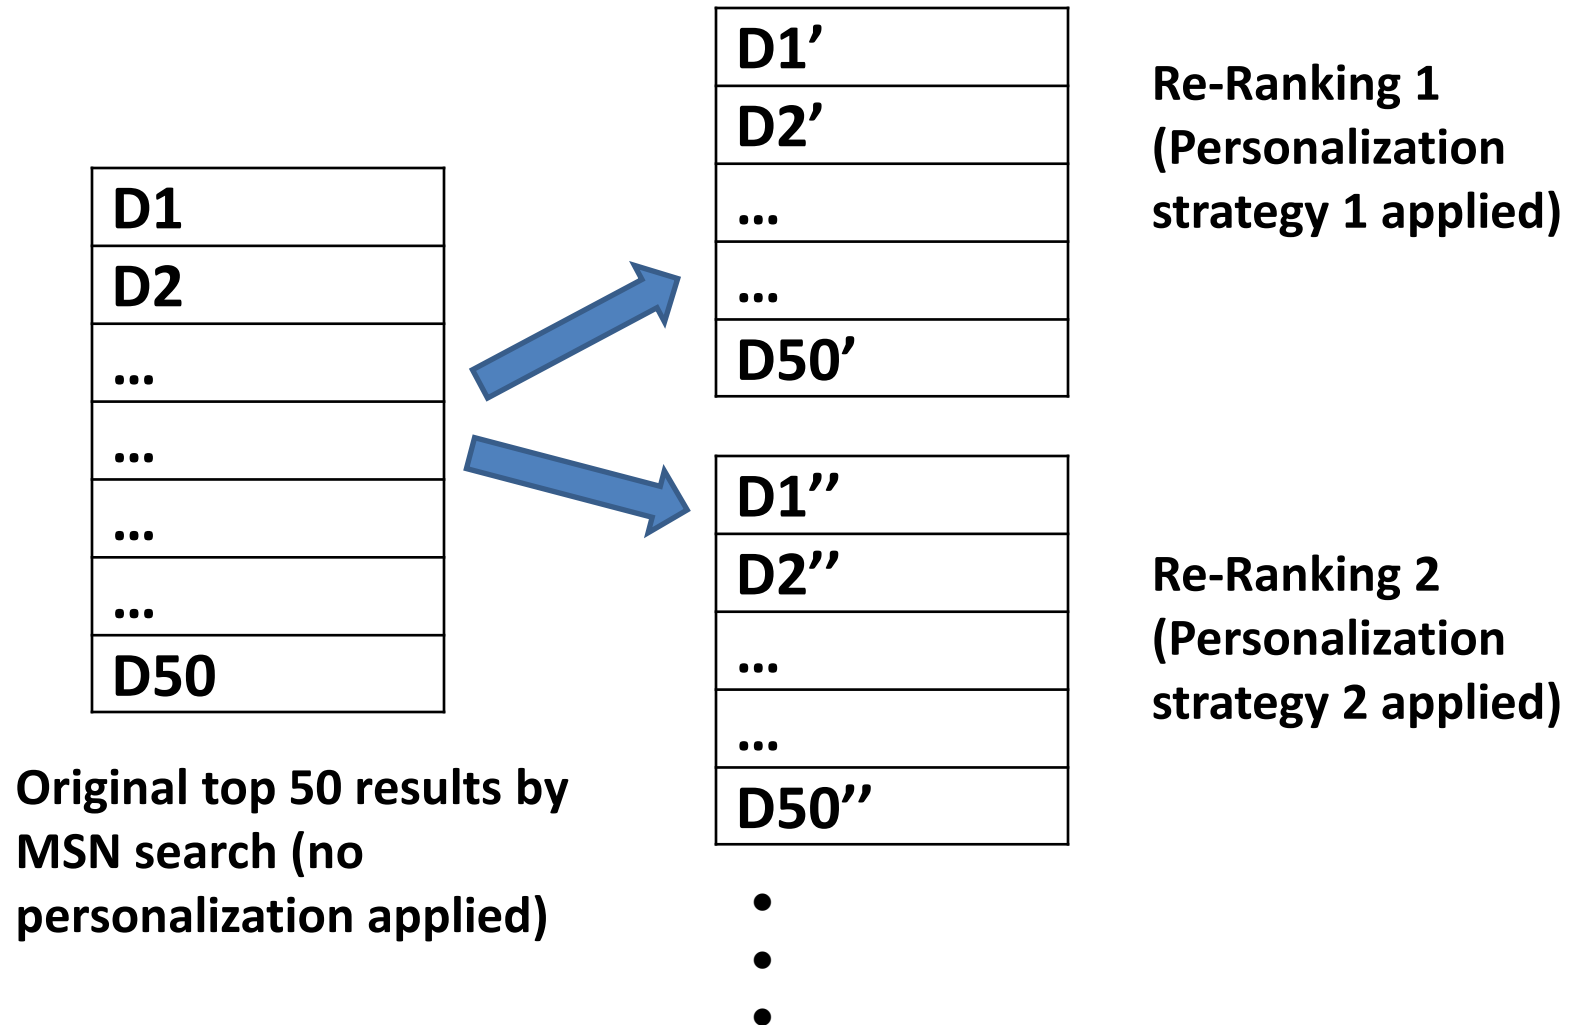 D1
D2
...
...
...
...
D50
Original top 50 results by
MSN search (no
personalization applied)
D1’
D2’
...
...
D50’
Re-Ranking 1
(Personalization
strategy 1 applied)
D1’’
D2’’
...
...
D50’’
Re-Ranking 2
(Personalization
strategy 2 applied)